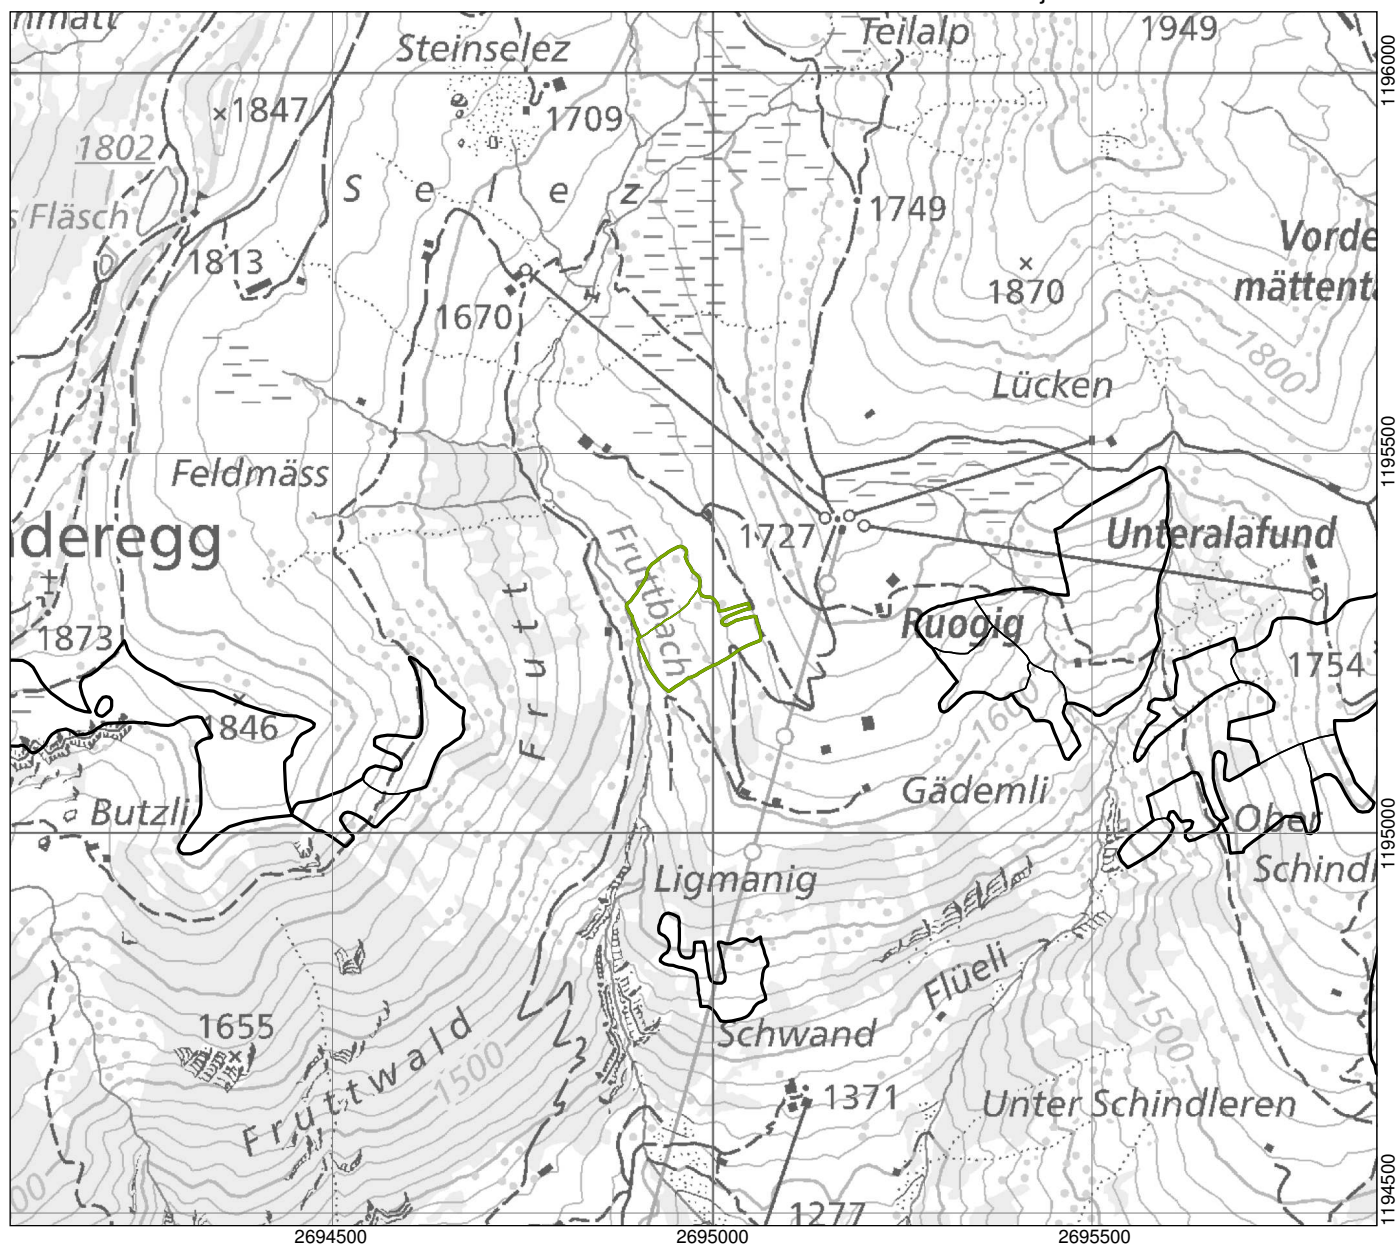 Steinselez
Teilalp
1949
1196000
1847
1709
1802
S e l e z
1749
s Fläsch
1813
1870
Vorde
mättent
1670
1800
Lücken
1195500
Feldmäss
deregg
1727
Unteralafund
Fruttbach
Frutt
Ruogig
1873
1754
1846
1600
Butzli
Gädemli
Ober
1195000
Schindl
Ligmanig
Flüeli
1655
Schwand
1500
Fruttwald
1500
1371
Unter Schindleren
1194500
1277
2694500
2695000
2695500